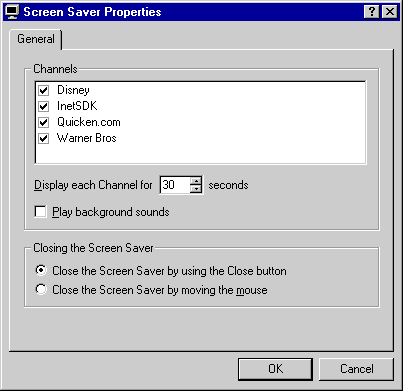 Screen Saver Properties
General
Channels
Disney
InetSDK
Quicken.com
Warner Bros
Display each Channel for 30 seconds
Play background sounds
Closing the Screen Saver
Close the Screen Saver by using the Close button
Close the Screen Saver by moving the mouse
OK Cancel